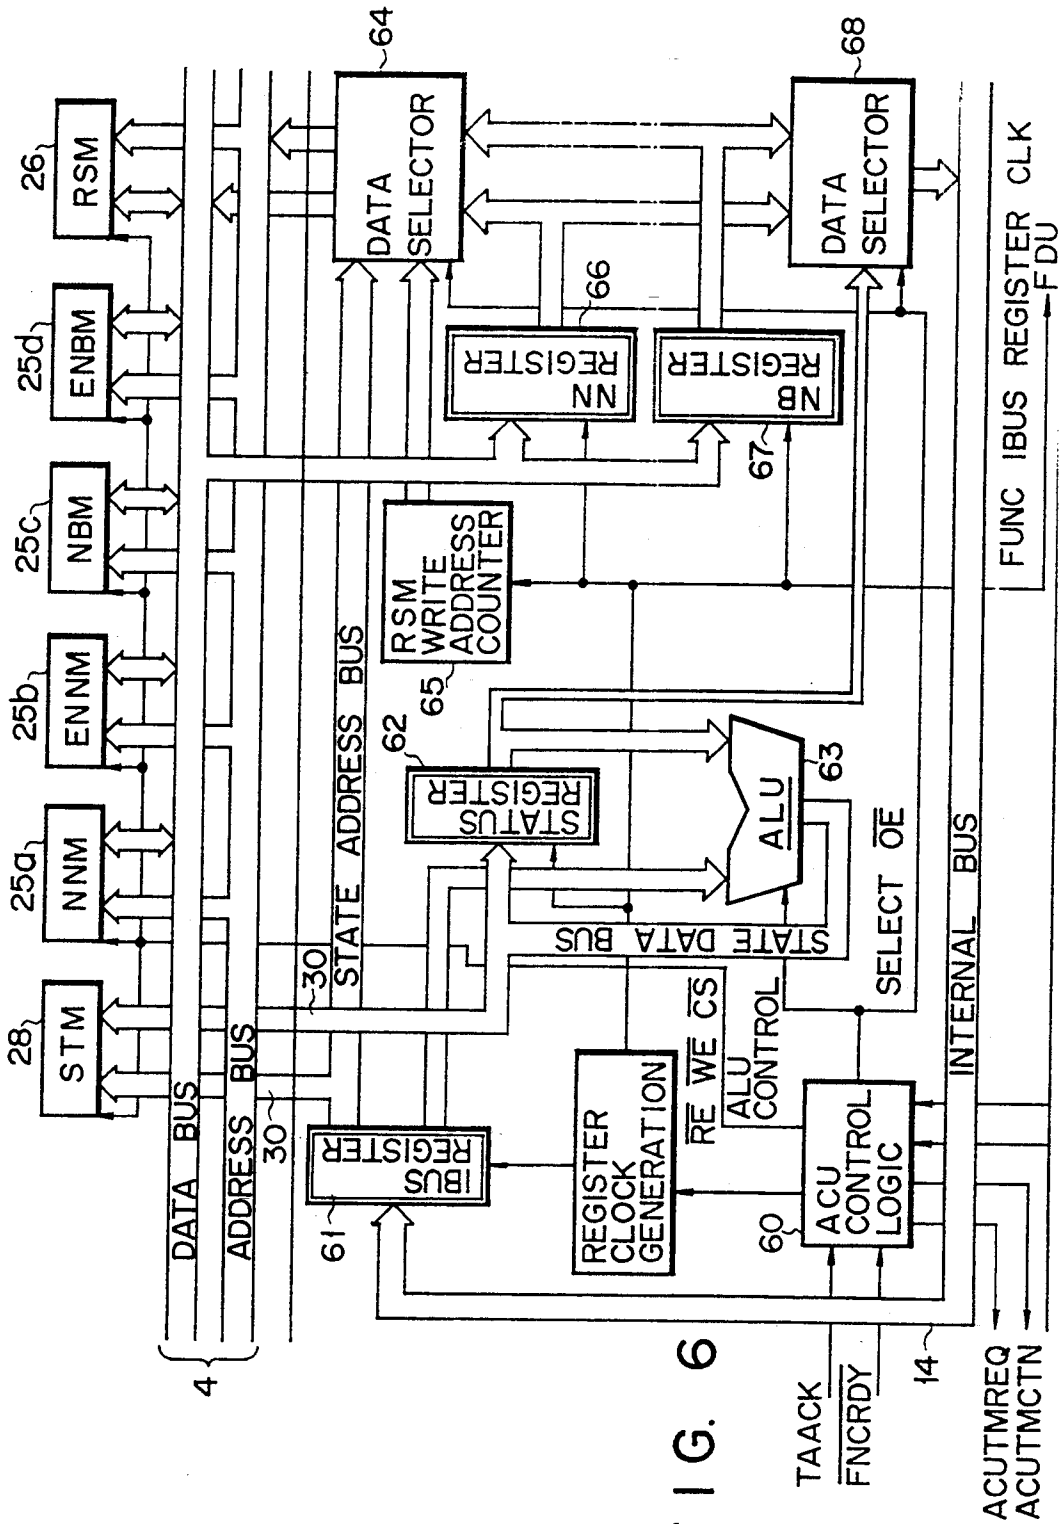 28
STM
25a
NNM
25b
ENNM
25c
NBM
25d
ENBM
26
RSM
4
DATA BUS
ADDRESS BUS
30
30
STATE ADDRESS BUS
61
IBUS
REGISTER
62
STATUS
REGISTER
65
RSM
WRITE
ADDRESS
COUNTER
64
DATA
SELECTOR
66
NN
REGISTER
67
NB
REGISTER
68
DATA
SELECTOR
STATE DATA
BUS
63
ALU
REGISTER
CLOCK
GENERATION
RE WE CS
ALU
CONTROL
60
ACU
CONTROL
LOGIC
SELECT OE
INTERNAL BUS
14
TAACK
FNCRDY
ACUTMREQ
ACUTMCTN
FUNC IBUS REGISTER CLK
FDU
IG. 6